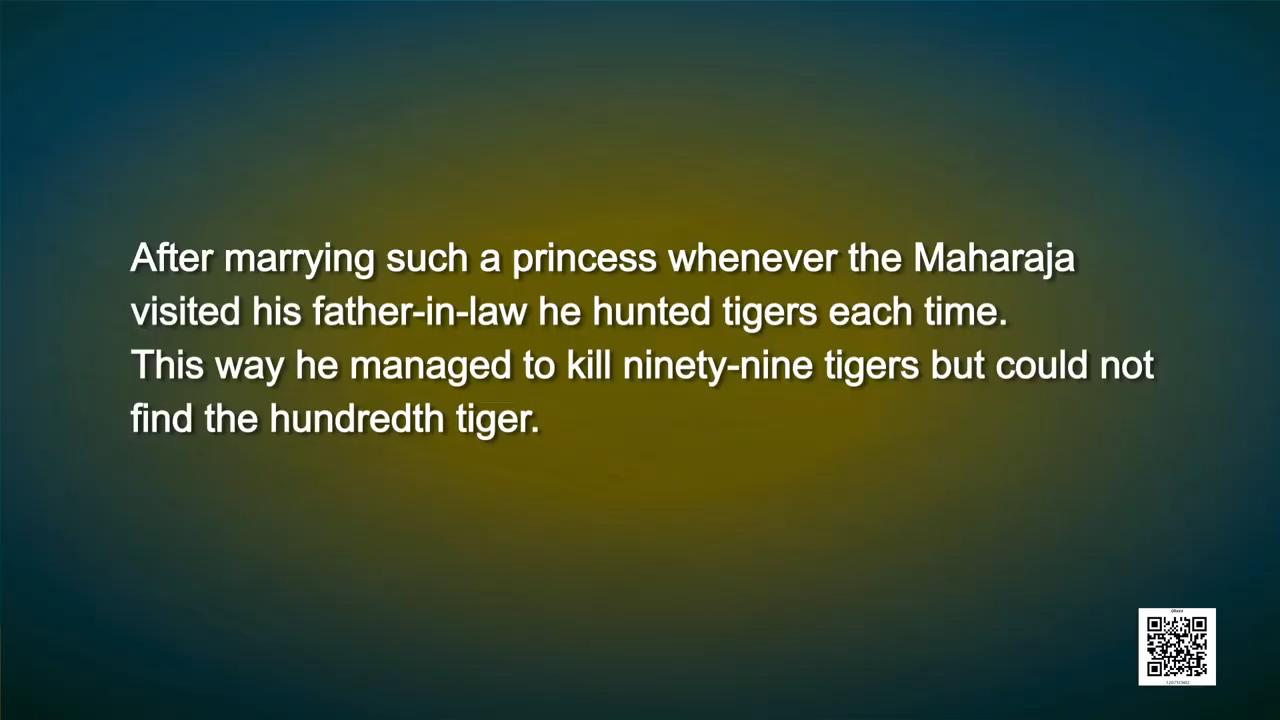 After marrying such a princess whenever the Maharaja
visited his father-in-law he hunted tigers each time.
This way he managed to kill ninety-nine tigers but could not
find the hundredth tiger.